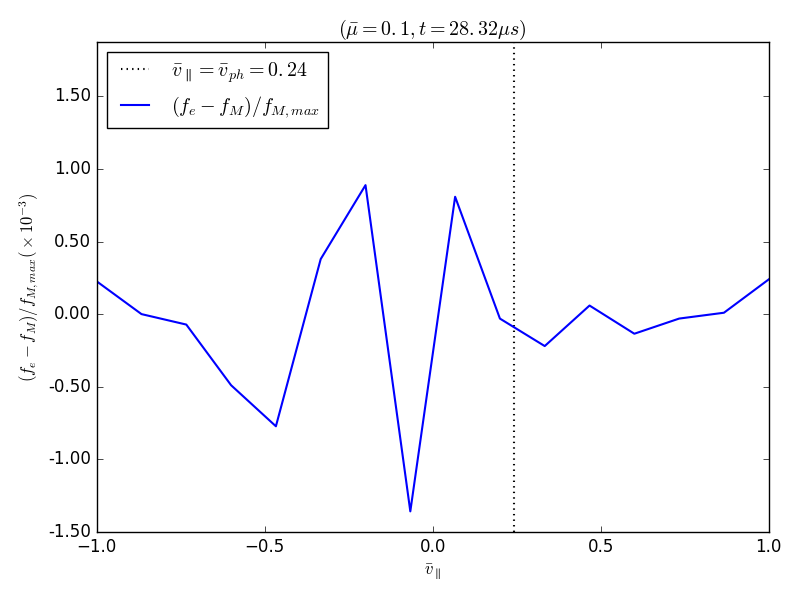 (μ̄ = 0.1, t = 28.32μs)
v̄∥ = v̄ph = 0.24
(fe − fM)/fM,max
1.50
1.00
0.50
0.00
-0.50
-1.00
-1.50
(fe − fM)/fM,max(×10⁻³)
−1.0 −0.5 0.0 0.5 1.0
v̄∥